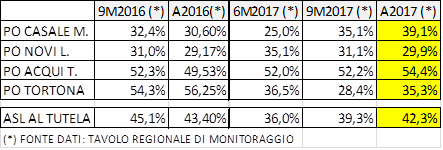 9M2016 (*) A2016(*) 6M2017 (*) 9M2017 (*) A2017 (*)
PO CASALE M. 32,4% 30,60% 25,0% 35,1% 39,1%
PO NOVI L. 31,0% 29,17% 35,1% 31,1% 29,9%
PO ACQUI T. 52,3% 49,53% 52,0% 52,2% 54,4%
PO TORTONA 54,3% 56,25% 36,5% 28,4% 35,3%
ASL AL TUTELA 45,1% 43,40% 36,0% 39,3% 42,3%
(*) FONTE DATI: TAVOLO REGIONALE DI MONITORAGGIO